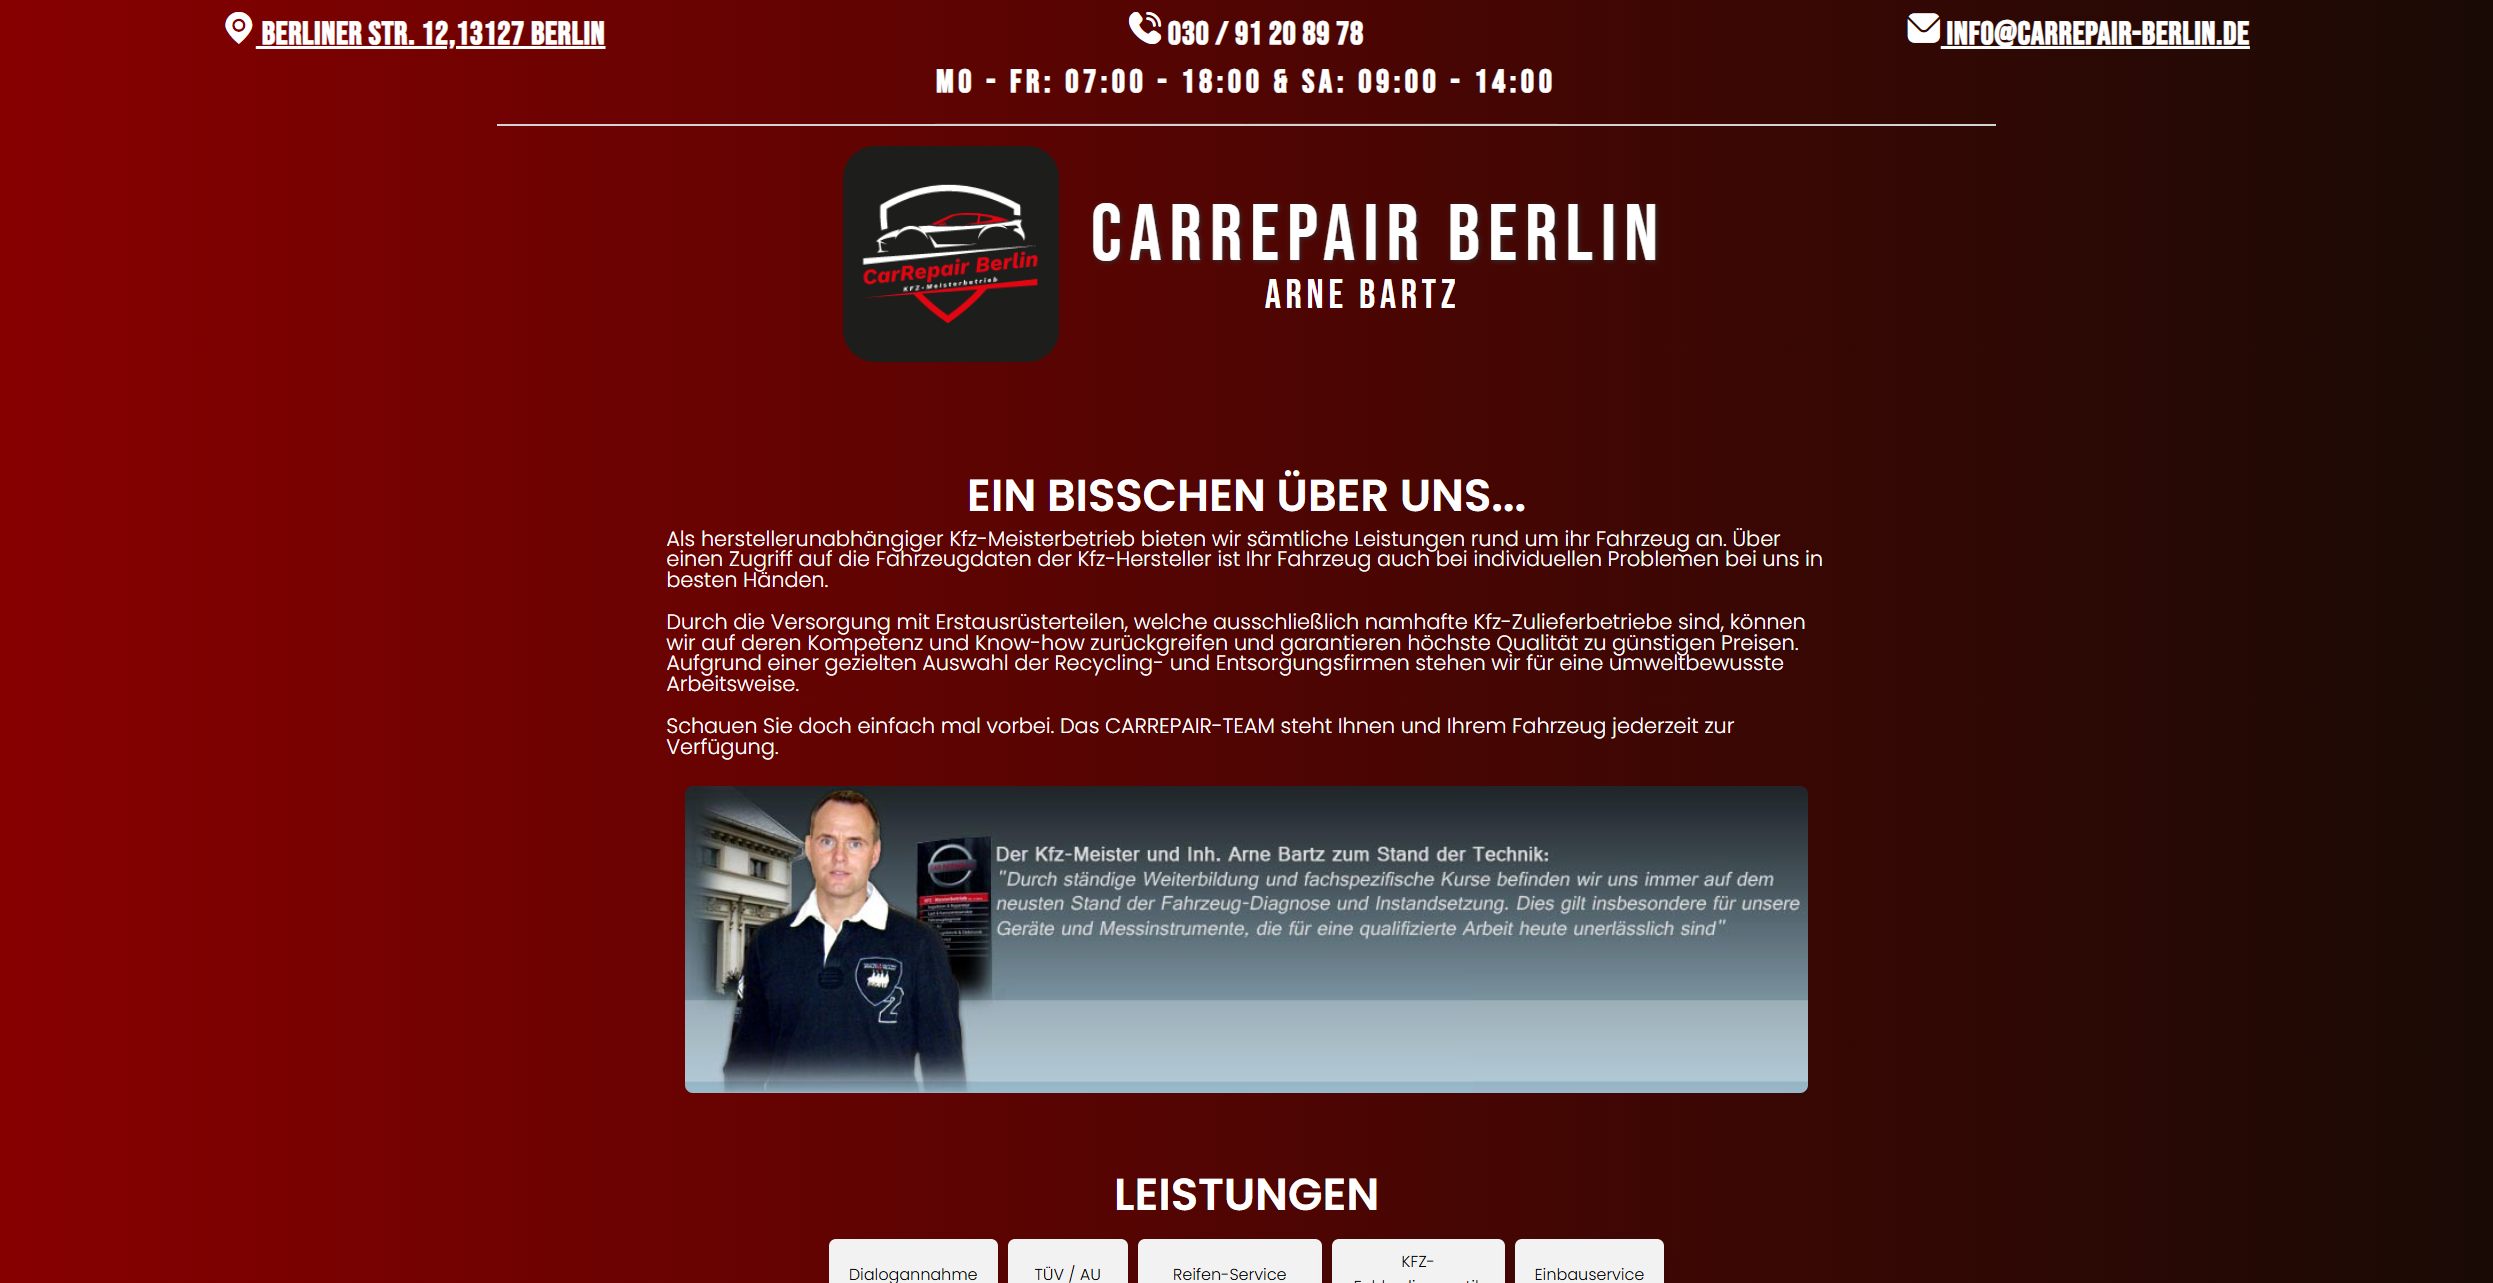 BERLINER STR. 12,13127 BERLIN
030 / 91 20 89 78
INFO@CARREPAIR-BERLIN.DE
MO - FR: 07:00 - 18:00 & SA: 09:00 - 14:00
CarRepair Berlin
KFZ-Meisterbetrieb
CARREPAIR BERLIN
ARNE BARTZ
EIN BISSCHEN ÜBER UNS...
Als herstellerunabhängiger Kfz-Meisterbetrieb bieten wir sämtliche Leistungen rund um ihr Fahrzeug an. Über
einen Zugriff auf die Fahrzeugdaten der Kfz-Hersteller ist Ihr Fahrzeug auch bei individuellen Problemen bei uns in
besten Händen.
Durch die Versorgung mit Erstausrüsterteilen, welche ausschließlich namhafte Kfz-Zulieferbetriebe sind, können
wir auf deren Kompetenz und Know-how zurückgreifen und garantieren höchste Qualität zu günstigen Preisen.
Aufgrund einer gezielten Auswahl der Recycling- und Entsorgungsfirmen stehen wir für eine umweltbewusste
Arbeitsweise.
Schauen Sie doch einfach mal vorbei. Das CARREPAIR-TEAM steht Ihnen und Ihrem Fahrzeug jederzeit zur
Verfügung.
Der Kfz-Meister und Inh. Arne Bartz zum Stand der Technik:
"Durch ständige Weiterbildung und fachspezifische Kurse befinden wir uns immer auf dem
neusten Stand der Fahrzeug-Diagnose und Instandsetzung. Dies gilt insbesondere für unsere
Geräte und Messinstrumente, die für eine qualifizierte Arbeit heute unerlässlich sind"
LEISTUNGEN
Dialogannahme
TÜV / AU
Reifen-Service
KFZ-
Einbauservice